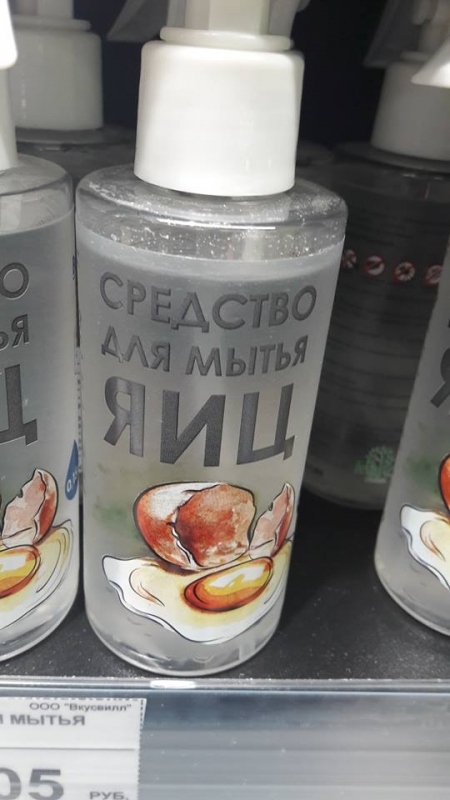 СРЕДСТВО
ДЛЯ МЫТЬЯ
ЯИЦ
ООО "Вкусвилл"
МЫТЬЯ
05 РУБ.